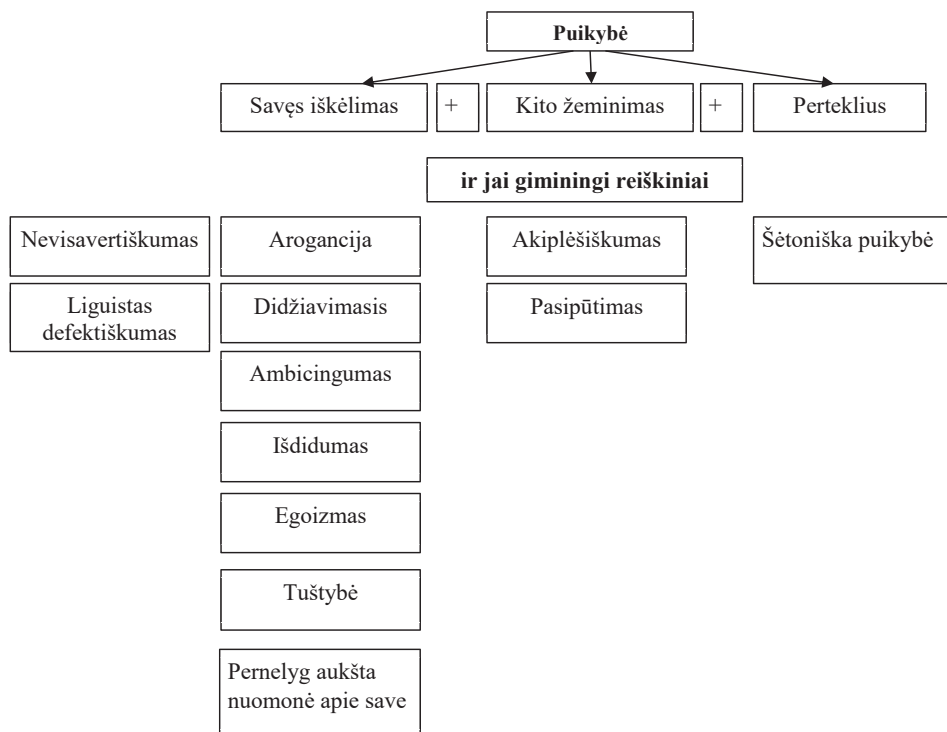 Puikybė
Savęs iškėlimas + Kito žeminimas + Perteklius
ir jai giminingi reiškiniai
Nevisavertiškumas Arogancija Akiplėšiškumas Šėtoniška puikybė
Liguistas
defektiškumas
Didžiavimasis Pasipūtimas
Ambicingumas
Išdidumas
Egoizmas
Tuštybė
Pernelyg aukšta
nuomonė apie save